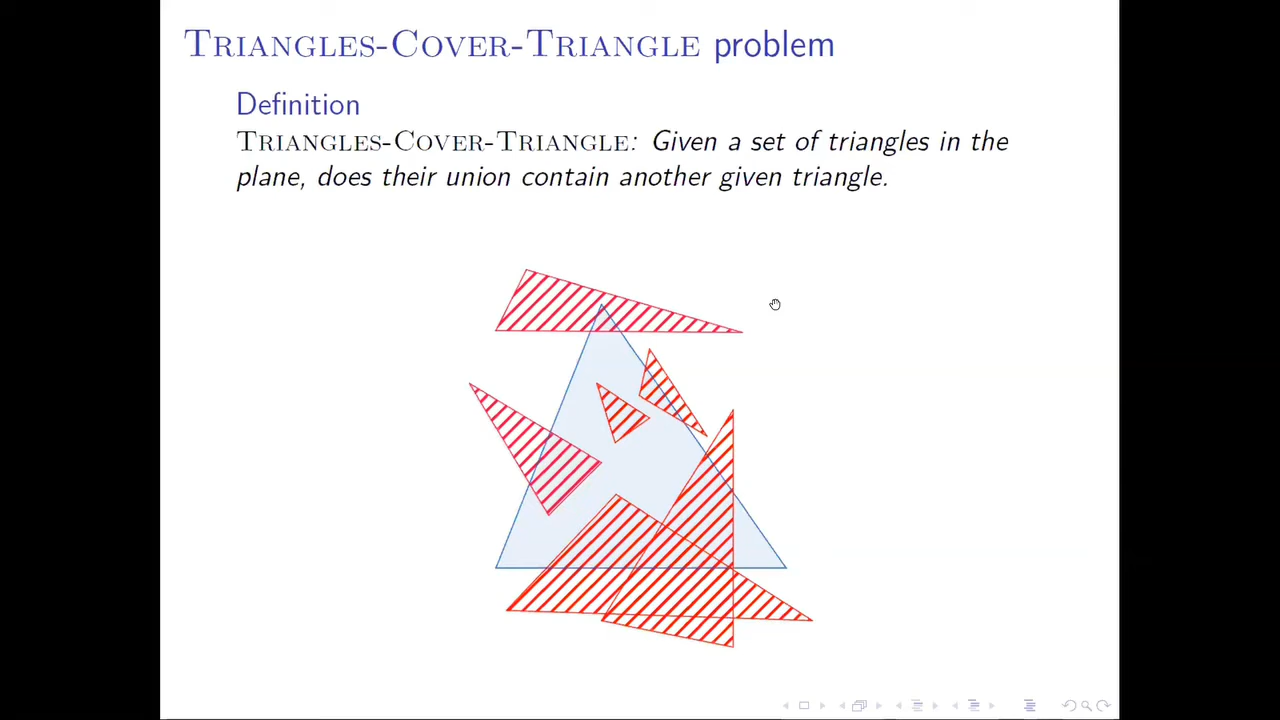 TRIANGLES-COVER-TRIANGLE problem
Definition
TRIANGLES-COVER-TRIANGLE: Given a set of triangles in the
plane, does their union contain another given triangle.